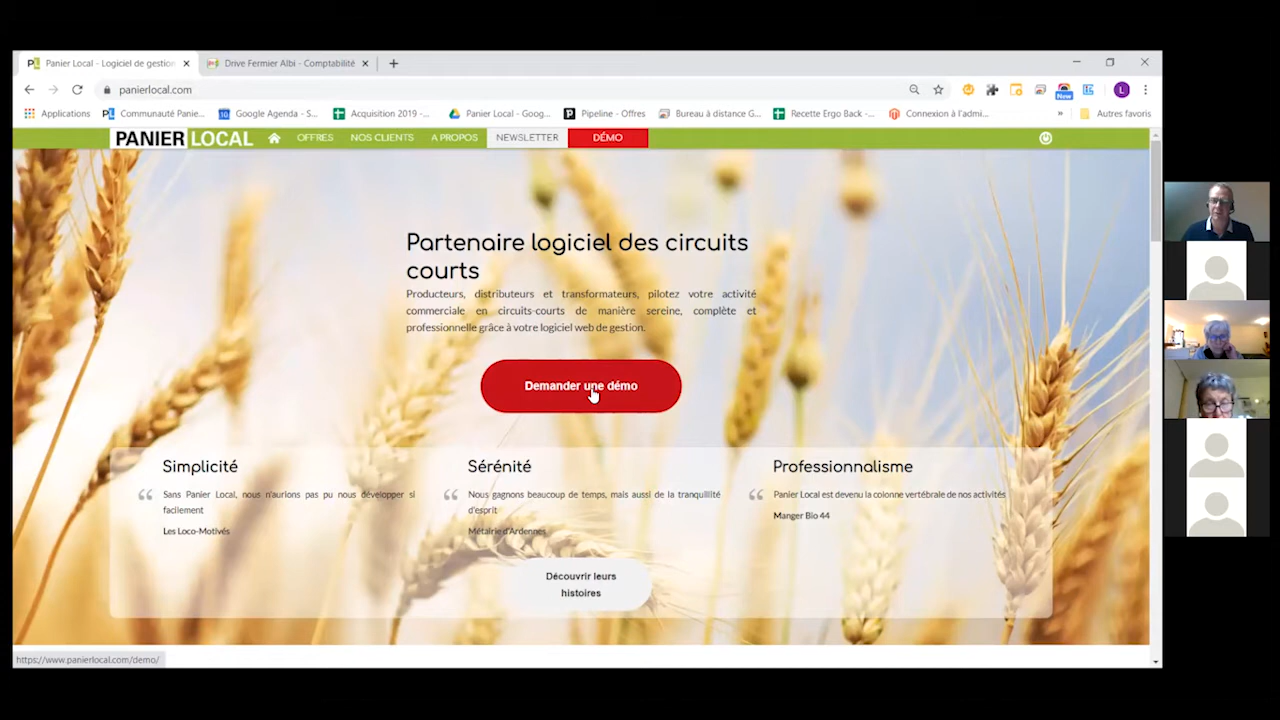 Panier Local - Logiciel de gestion
Drive Fermier Albi - Comptabilité
panierlocal.com
Applications
Communauté Panie...
Google Agenda - S...
Acquisition 2019 -...
Panier Local - Goog...
Pipeline - Offres
Bureau à distance G...
Recette Ergo Back -...
Connexion à l'admi...
»
Autres favoris
New
L
PANIER LOCAL
OFFRES
NOS CLIENTS
A PROPOS
NEWSLETTER
DÉMO
Partenaire logiciel des circuits
courts
Producteurs, distributeurs et transformateurs, pilotez votre activité
commerciale en circuits-courts de manière sereine, complète et
professionnelle grâce à votre logiciel web de gestion.
Demander une démo
Simplicité
Sans Panier Local, nous n'aurions pas pu nous développer si
facilement
Les Loco-Motivés
Sérénité
Nous gagnons beaucoup de temps, mais aussi de la tranquillité
d'esprit
Métairie d'Ardennes
Professionnalisme
Panier Local est devenu la colonne vertébrale de nos activités
Manger Bio 44
Découvrir leurs
histoires
https://www.panierlocal.com/demo/